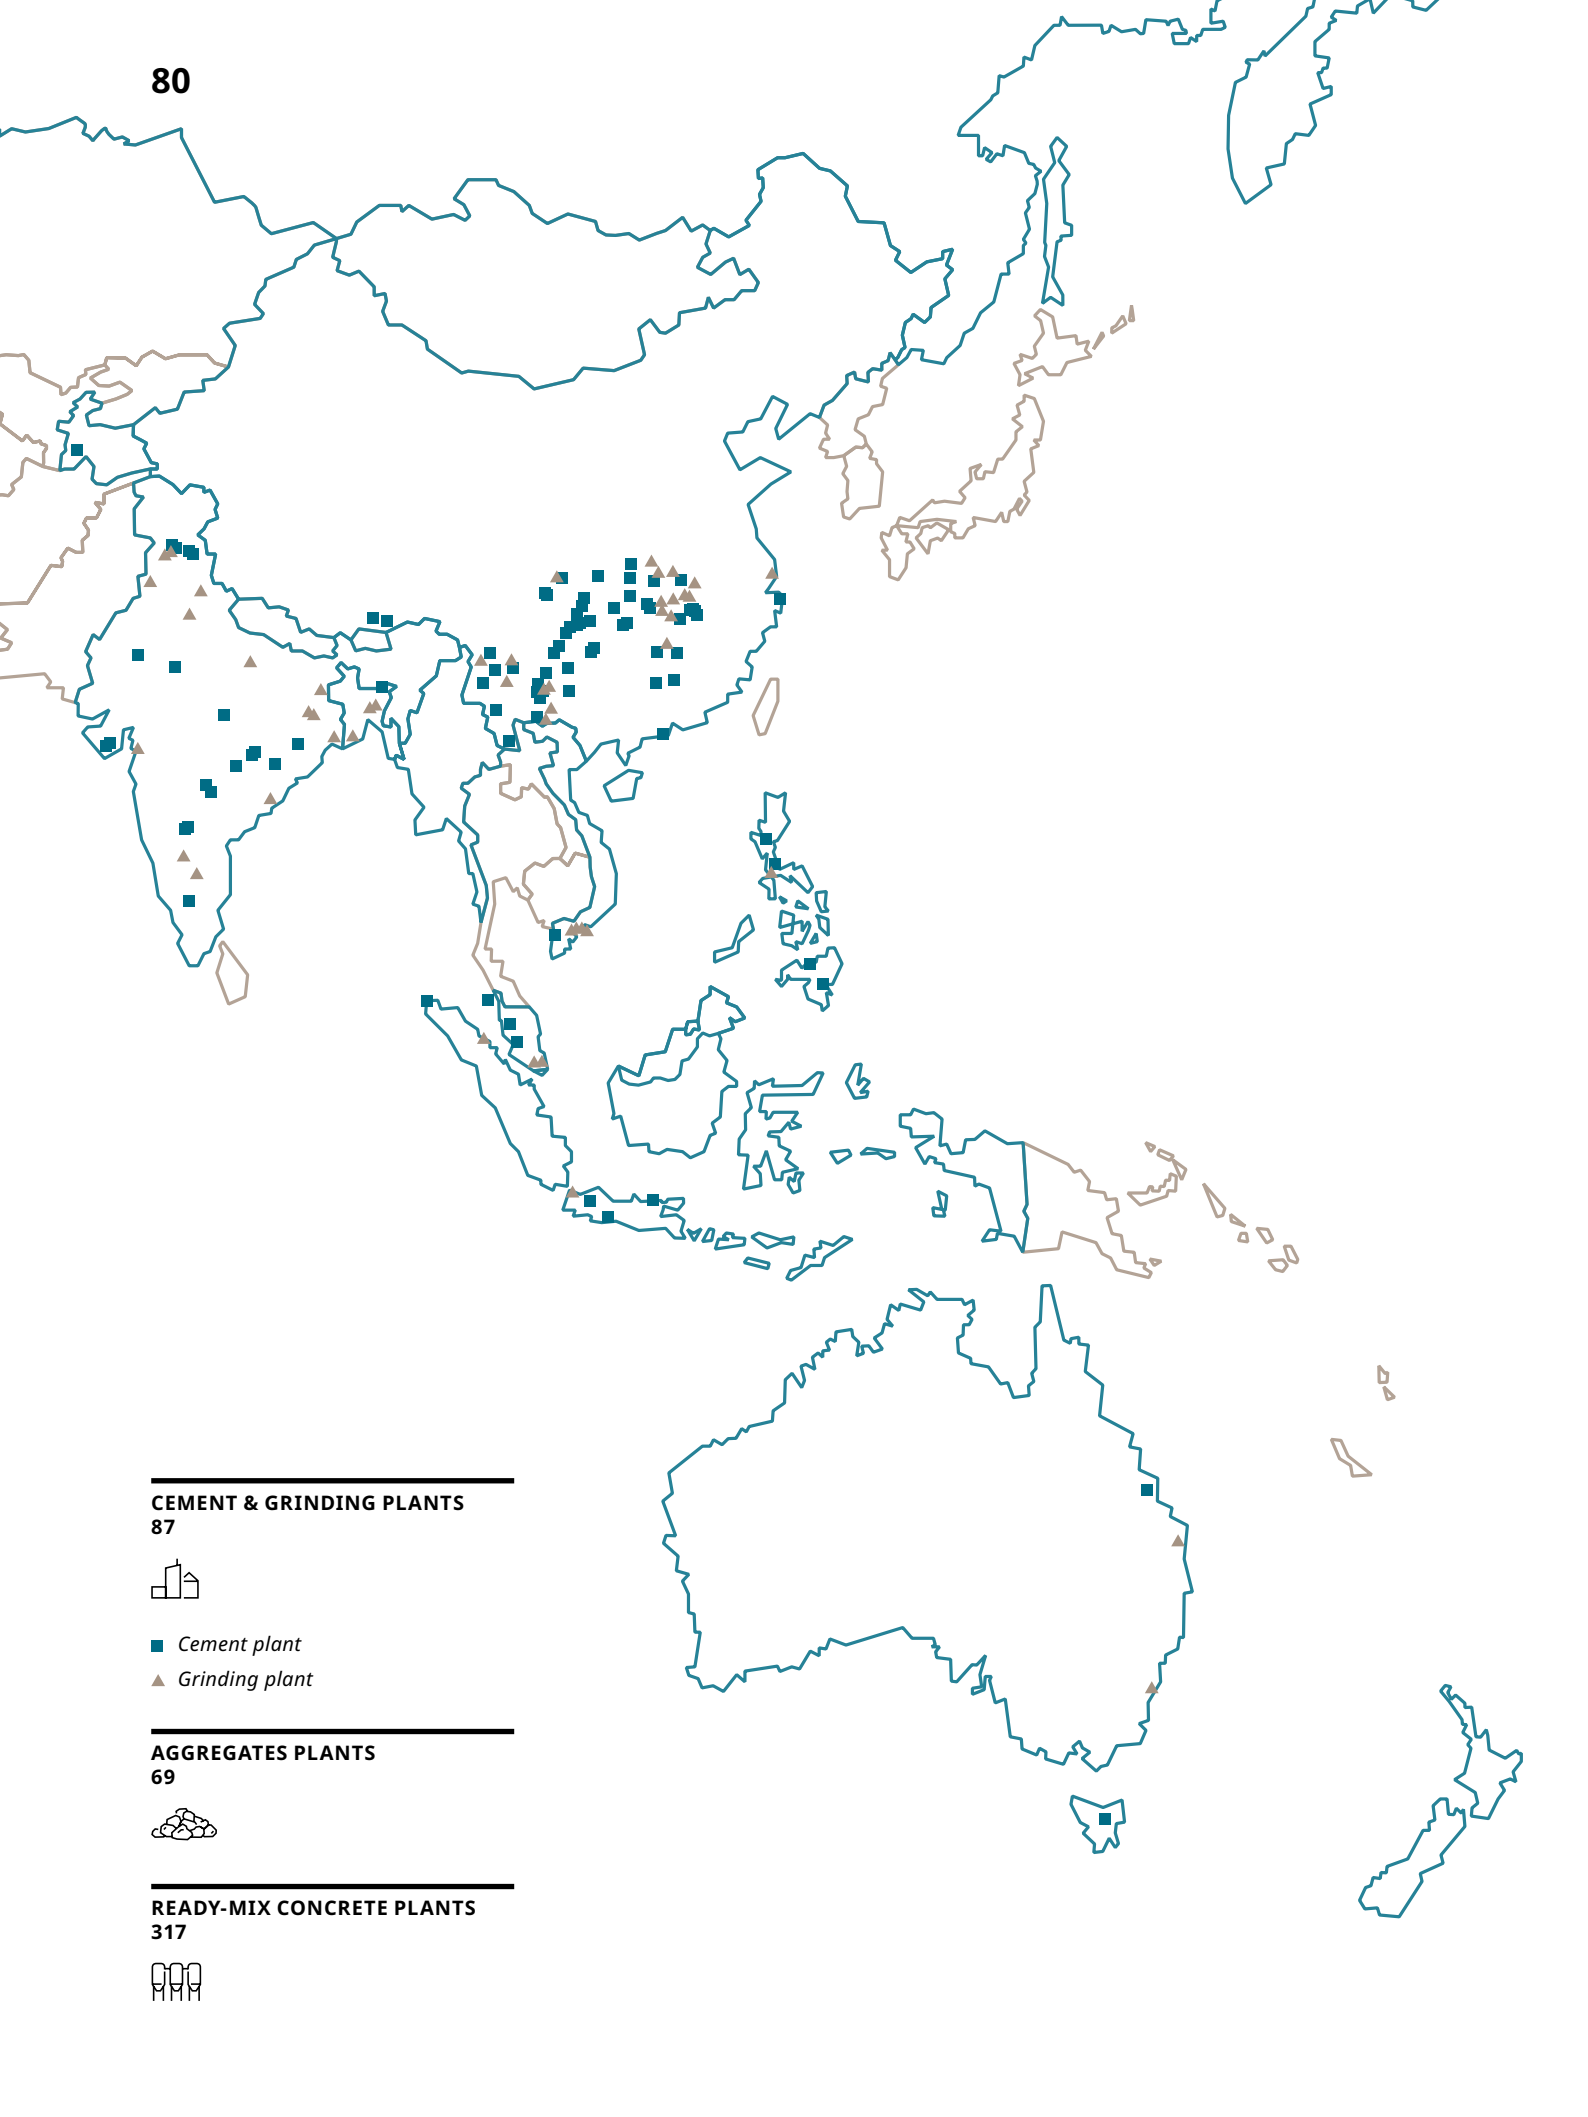 80
CEMENT & GRINDING PLANTS
87
Cement plant
Grinding plant
AGGREGATES PLANTS
69
READY-MIX CONCRETE PLANTS
317